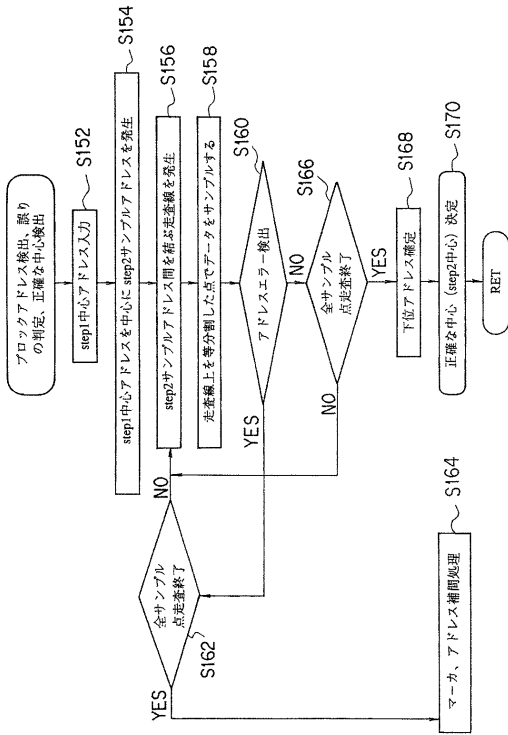 ブロックアドレス検出、誤り
の判定、正確な中心検出
step1中心アドレス入力
S152
step1中心アドレスを中心に step2サンプルアドレスを発生
S154
step2サンプルアドレス間を結ぶ走査線を発生
S156
走査線上を等分割した点でデータをサンプルする
S158
アドレスエラー検出
S160
YES
NO
全サンプル
点走査終了
S162
NO
YES
マーカ、アドレス補間処理
S164
全サンプル
点走査終了
S166
NO
YES
下位アドレス確定
S168
正確な中心（step2中心）決定
S170
RET